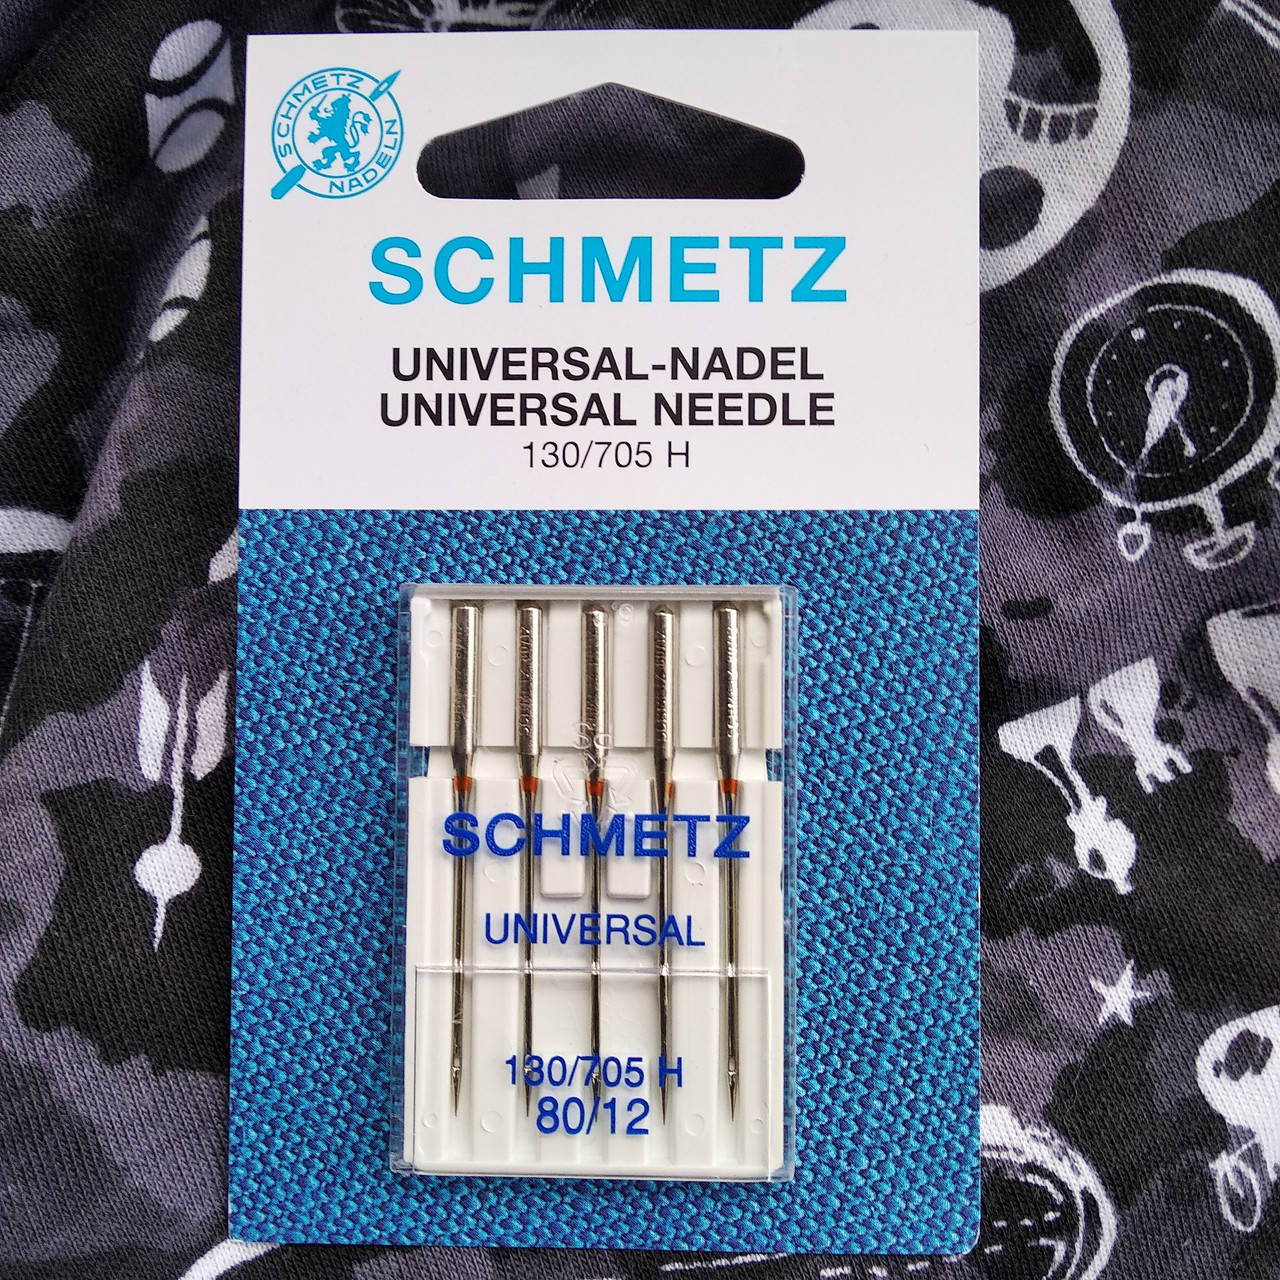 SCHMETZ
NADELN
SCHMETZ
UNIVERSAL-NADEL
UNIVERSAL NEEDLE
130/705 H
SCHMETZ
UNIVERSAL
130/705 H
80/12